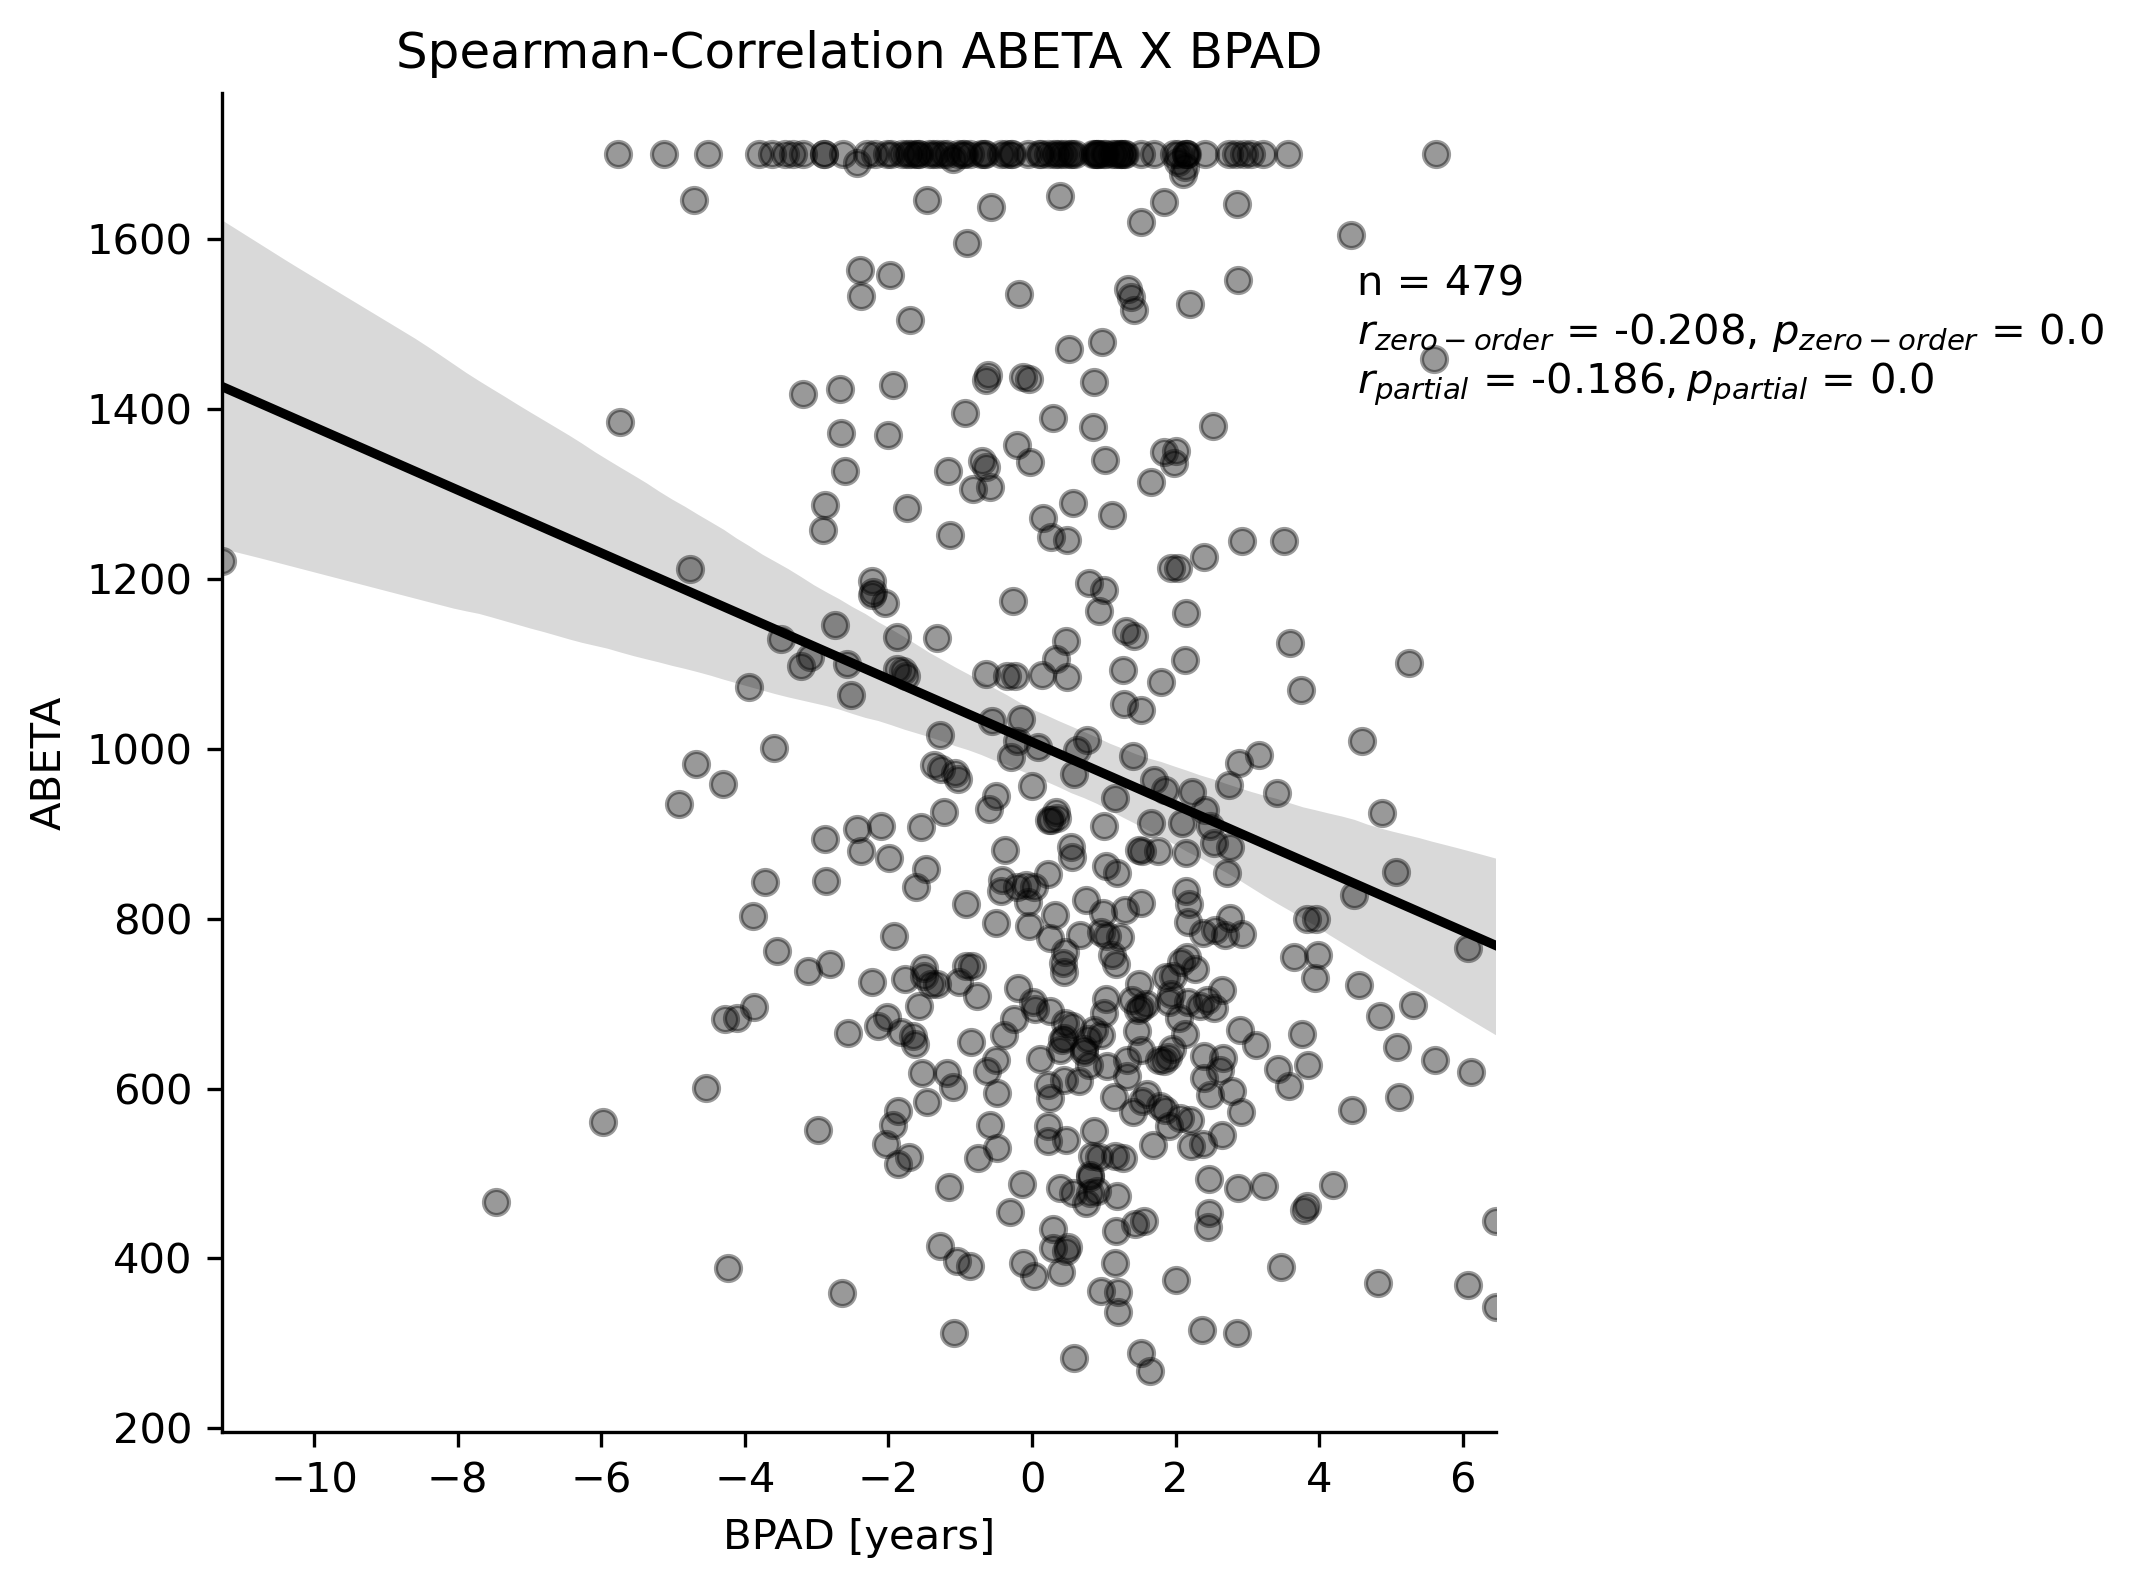 Spearman-Correlation ABETA X BPAD
1600
1400
1200
1000
800
600
400
200
ABETA
n = 479
r_zero−order = -0.208, p_zero−order = 0.0
r_partial = -0.186, p_partial = 0.0
−10 −8 −6 −4 −2 0 2 4 6
BPAD [years]